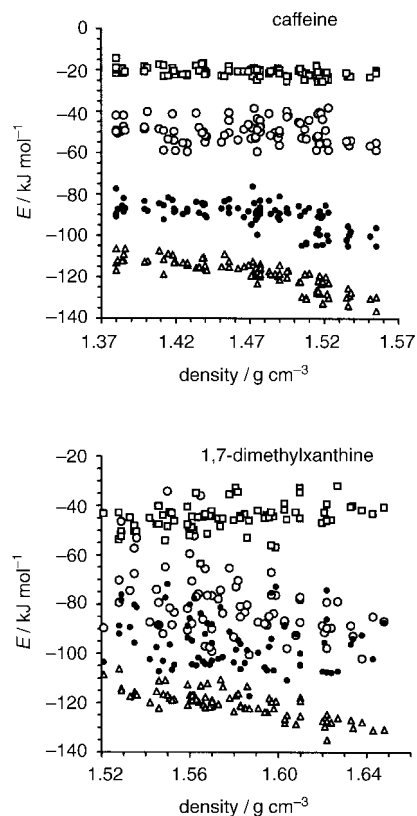 caffeine
0
−20
−40
−60
−80
−100
−120
−140
E / kJ mol⁻¹
1.37 1.42 1.47 1.52 1.57
density / g cm⁻³
1,7-dimethylxanthine
−20
−40
−60
−80
−100
−120
−140
E / kJ mol⁻¹
1.52 1.56 1.60 1.64
density / g cm⁻³